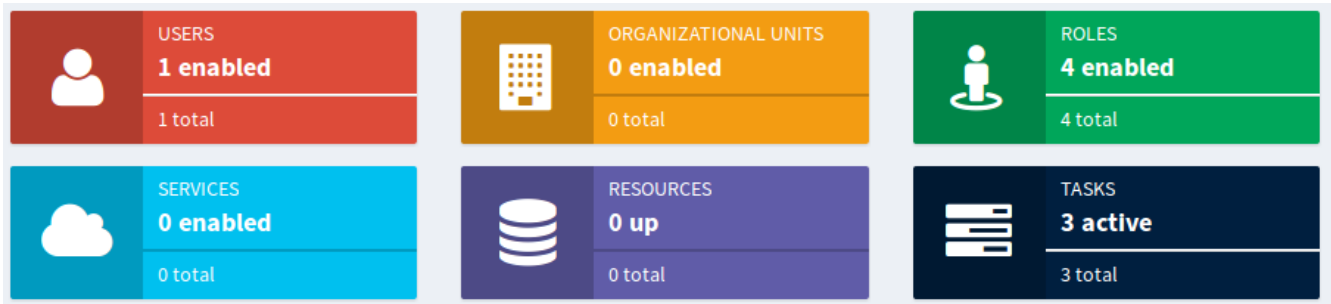 USERS
1 enabled
1 total
ORGANIZATIONAL UNITS
0 enabled
0 total
ROLES
4 enabled
4 total
SERVICES
0 enabled
0 total
RESOURCES
0 up
0 total
TASKS
3 active
3 total